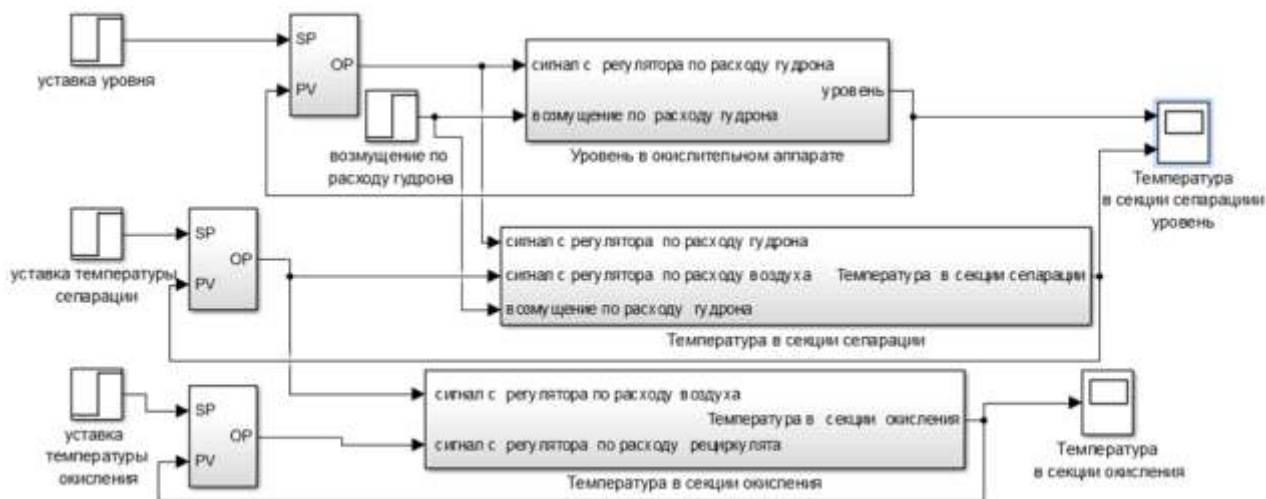 SP
OP
PV
уставка уровня
сигнал с регулятора по расходу гудрона
уровень
возмущение по расходу гудрона
Уровень в окислительном аппарате
возмущение по
расходу гудрона
Температура
в секции сепарациии
уровень
SP
OP
PV
уставка температуры
сепарации
сигнал с регулятора по расходу гудрона
сигнал с регулятора по расходу воздуха
Температура в секции сепарации
возмущение по расходу гудрона
Температура в секции сепарации
SP
OP
PV
уставка
температуры
окисления
сигнал с регулятора по расходу воздуха
Температура в секции окисления
сигнал с регулятора по расходу рециркулята
Температура в секции окисления
Температура
в секции окисления